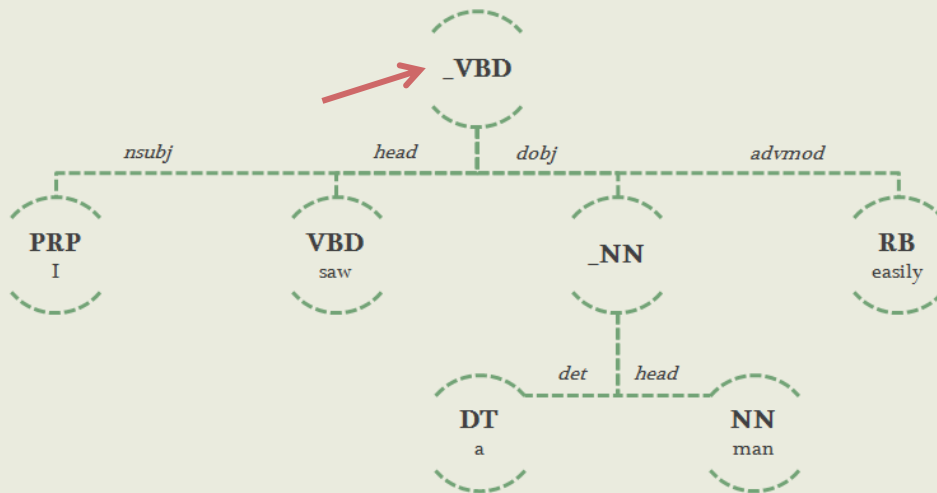 _VBD
nsubj head dobj advmod
PRP VBD _NN RB
I saw easily
det head
DT NN
a man